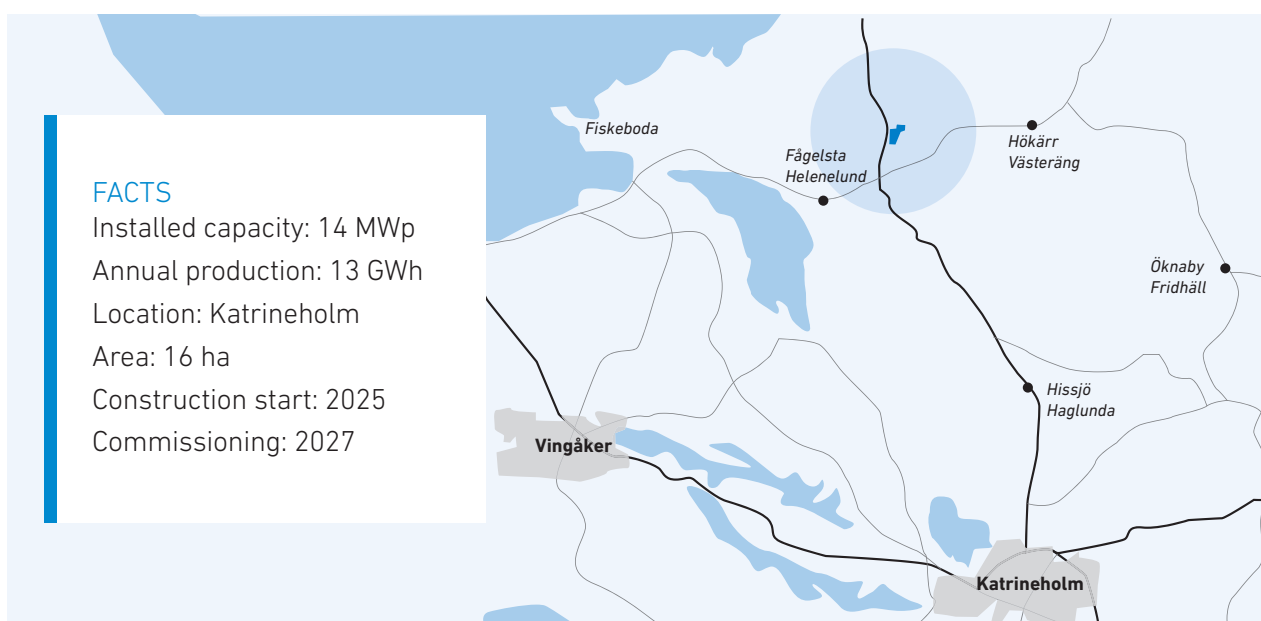 FACTS
Installed capacity: 14 MWp
Annual production: 13 GWh
Location: Katrineholm
Area: 16 ha
Construction start: 2025
Commissioning: 2027
Fiskeboda
Fågelsta
Helenelund
Hökärr
Västeräng
Öknaby
Fridhäll
Hissjö
Haglunda
Vingåker
Katrineholm